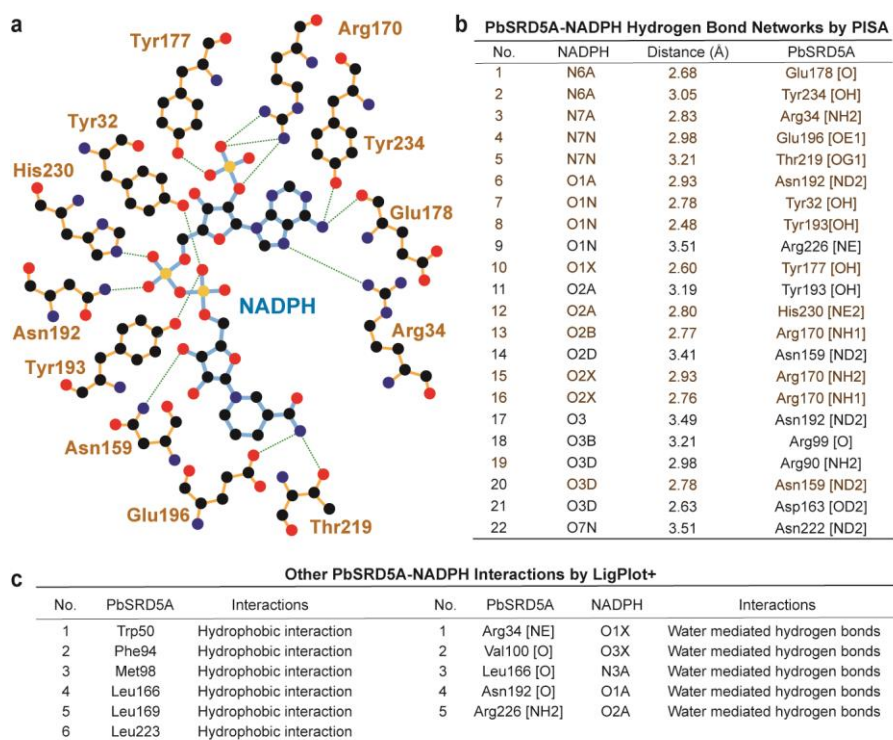 a
Tyr177
Arg170
Tyr32
Tyr234
His230
Glu178
NADPH
Asn192
Arg34
Tyr193
Asn159
Glu196
Thr219
b
PbSRD5A-NADPH Hydrogen Bond Networks by PISA
No. NADPH Distance (Å) PbSRD5A
1 N6A 2.68 Glu178 [O]
2 N6A 3.05 Tyr234 [OH]
3 N7A 2.83 Arg34 [NH2]
4 N7N 2.98 Glu196 [OE1]
5 N7N 3.21 Thr219 [OG1]
6 O1A 2.93 Asn192 [ND2]
7 O1N 2.78 Tyr32 [OH]
8 O1N 2.48 Tyr193[OH]
9 O1N 3.51 Arg226 [NE]
10 O1X 2.60 Tyr177 [OH]
11 O2A 3.19 Tyr193 [OH]
12 O2A 2.80 His230 [NE2]
13 O2B 2.77 Arg170 [NH1]
14 O2D 3.41 Asn159 [ND2]
15 O2X 2.93 Arg170 [NH2]
16 O2X 2.76 Arg170 [NH1]
17 O3 3.49 Asn192 [ND2]
18 O3B 3.21 Arg99 [O]
19 O3D 2.98 Arg90 [NH2]
20 O3D 2.78 Asn159 [ND2]
21 O3D 2.63 Asp163 [OD2]
22 O7N 3.51 Asn222 [ND2]
c
Other PbSRD5A-NADPH Interactions by LigPlot+
No. PbSRD5A Interactions No. PbSRD5A NADPH Interactions
1 Trp50 Hydrophobic interaction 1 Arg34 [NE] O1X Water mediated hydrogen bonds
2 Phe94 Hydrophobic interaction 2 Val100 [O] O3X Water mediated hydrogen bonds
3 Met98 Hydrophobic interaction 3 Leu166 [O] N3A Water mediated hydrogen bonds
4 Leu166 Hydrophobic interaction 4 Asn192 [O] O1A Water mediated hydrogen bonds
5 Leu169 Hydrophobic interaction 5 Arg226 [NH2] O2A Water mediated hydrogen bonds
6 Leu223 Hydrophobic interaction